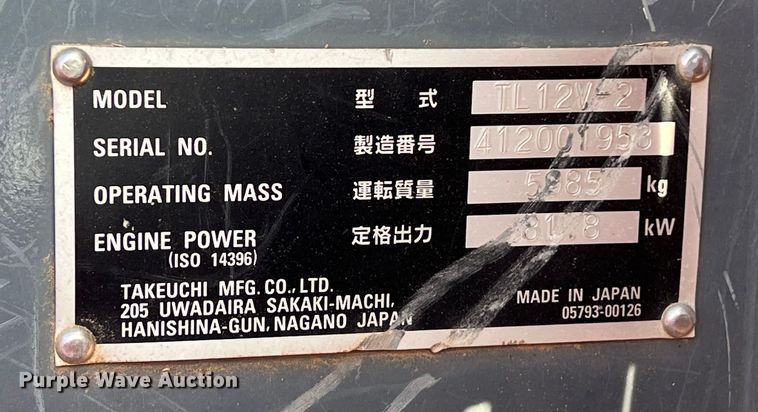 MODEL 型 式 TL12V-2
SERIAL NO. 製造番号 412001953
OPERATING MASS 運転質量 5985 kg
ENGINE POWER 定格出力 81.8 kW
(ISO 14396)
TAKEUCHI MFG. CO., LTD.
205 UWADAIRA SAKAKI-MACHI,
HANISHINA-GUN, NAGANO JAPAN
MADE IN JAPAN
05793-00126
Purple Wave Auction